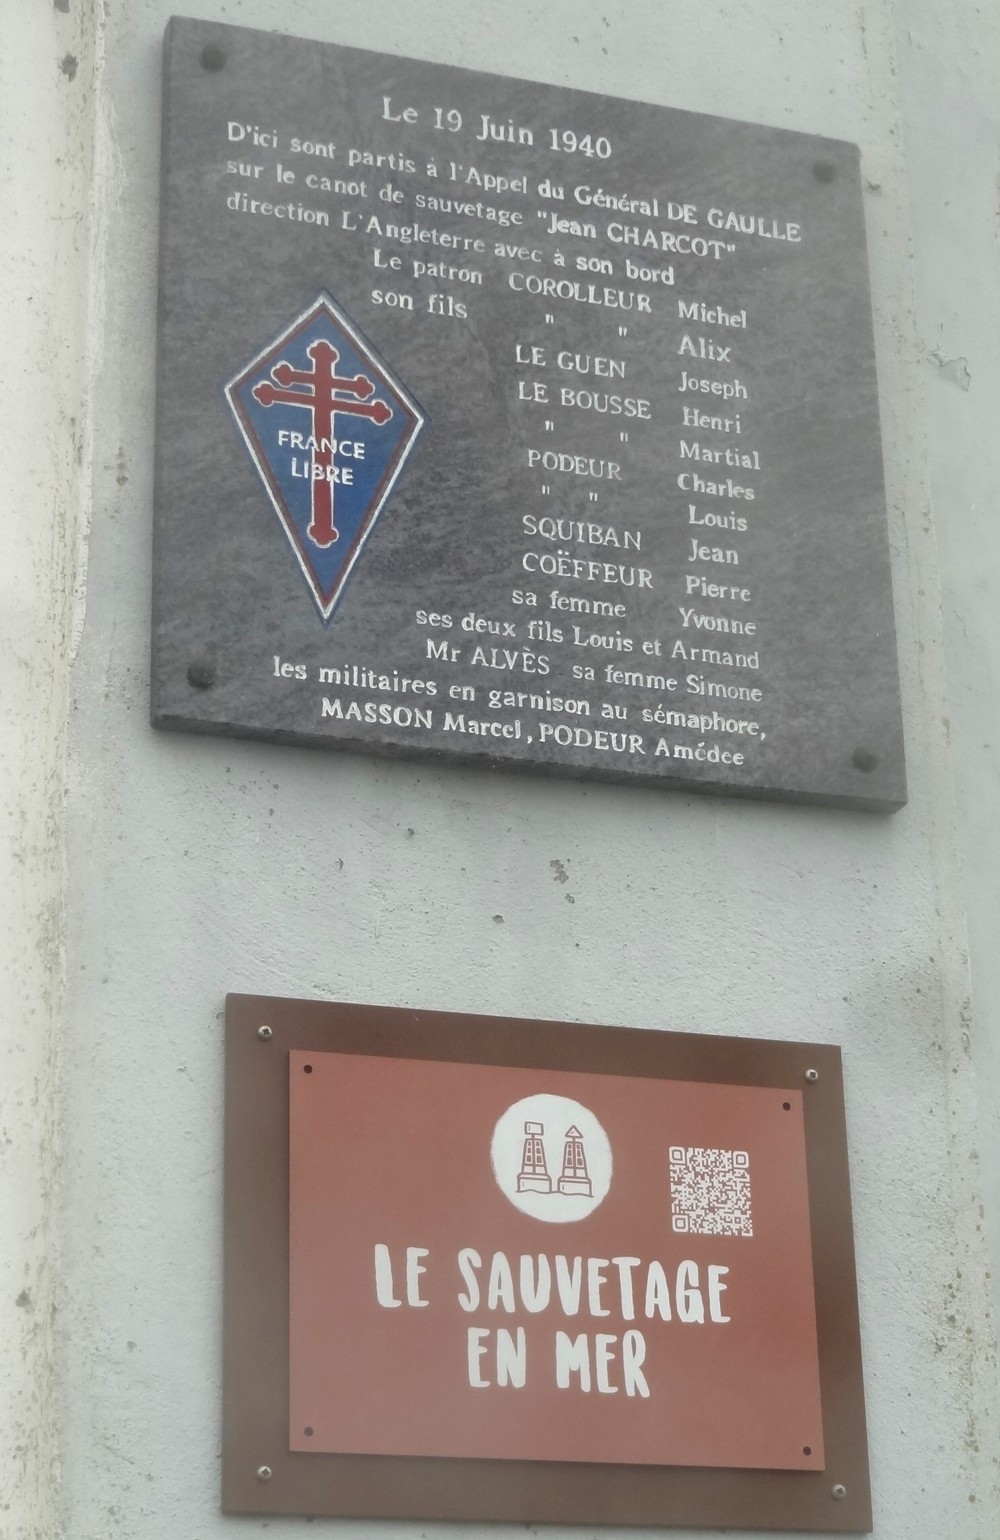 Le 19 Juin 1940
D'ici sont partis à l'Appel du Général DE GAULLE
sur le canot de sauvetage "Jean CHARCOT"
direction L'Angleterre avec à son bord
Le patron COROLLEUR Michel
son fils " " Alix
LE GUEN Joseph
LE BOUSSE Henri
" " Martial
PODEUR Charles
" " Louis
SQUIBAN Jean
COËFFEUR Pierre
sa femme Yvonne
ses deux fils Louis et Armand
Mr ALVÈS sa femme Simone
les militaires en garnison au sémaphore,
MASSON Marcel, PODEUR Amédée
FRANCE
LIBRE
LE SAUVETAGE
EN MER